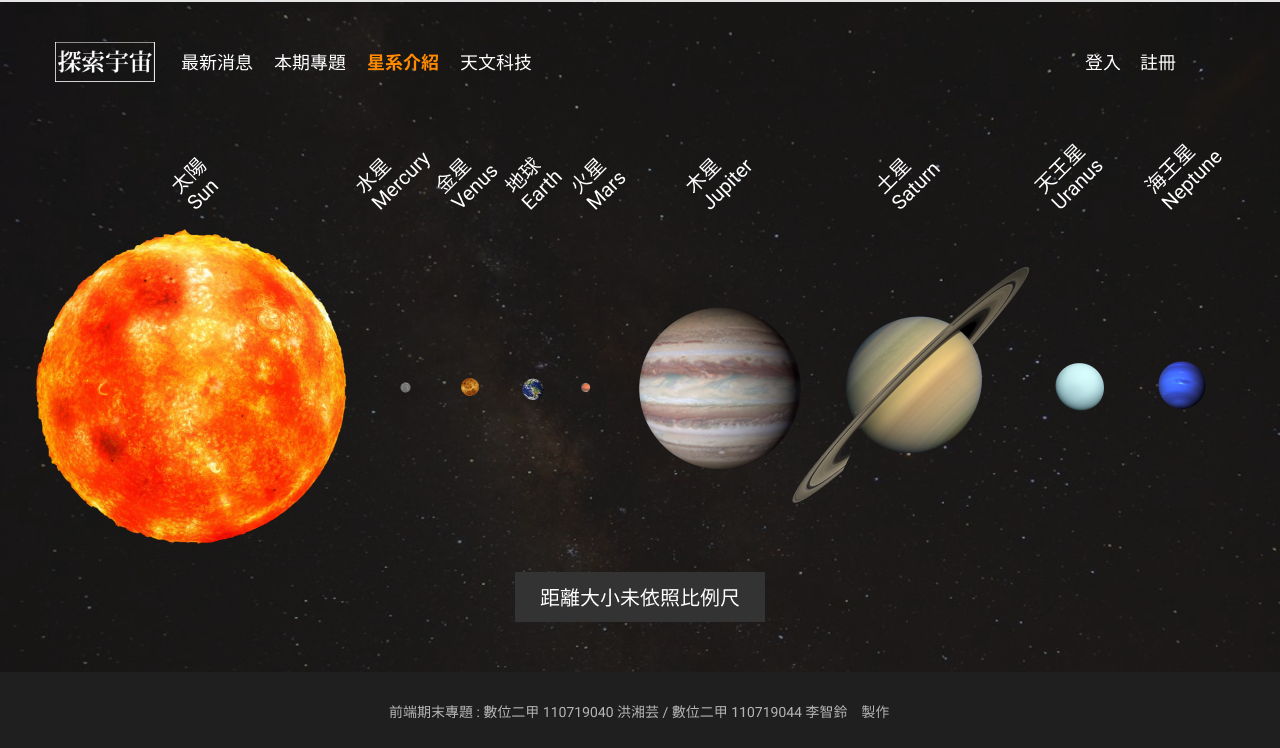 探索宇宙
最新消息
本期專題
星系介紹
天文科技
登入
註冊
太陽
Sun
水星
Mercury
金星
Venus
地球
Earth
火星
Mars
木星
Jupiter
土星
Saturn
天王星
Uranus
海王星
Neptune
距離大小未依照比例尺
前端期末專題 : 數位二甲 110719040 洪湘芸 / 數位二甲 110719044 李智鈴　製作